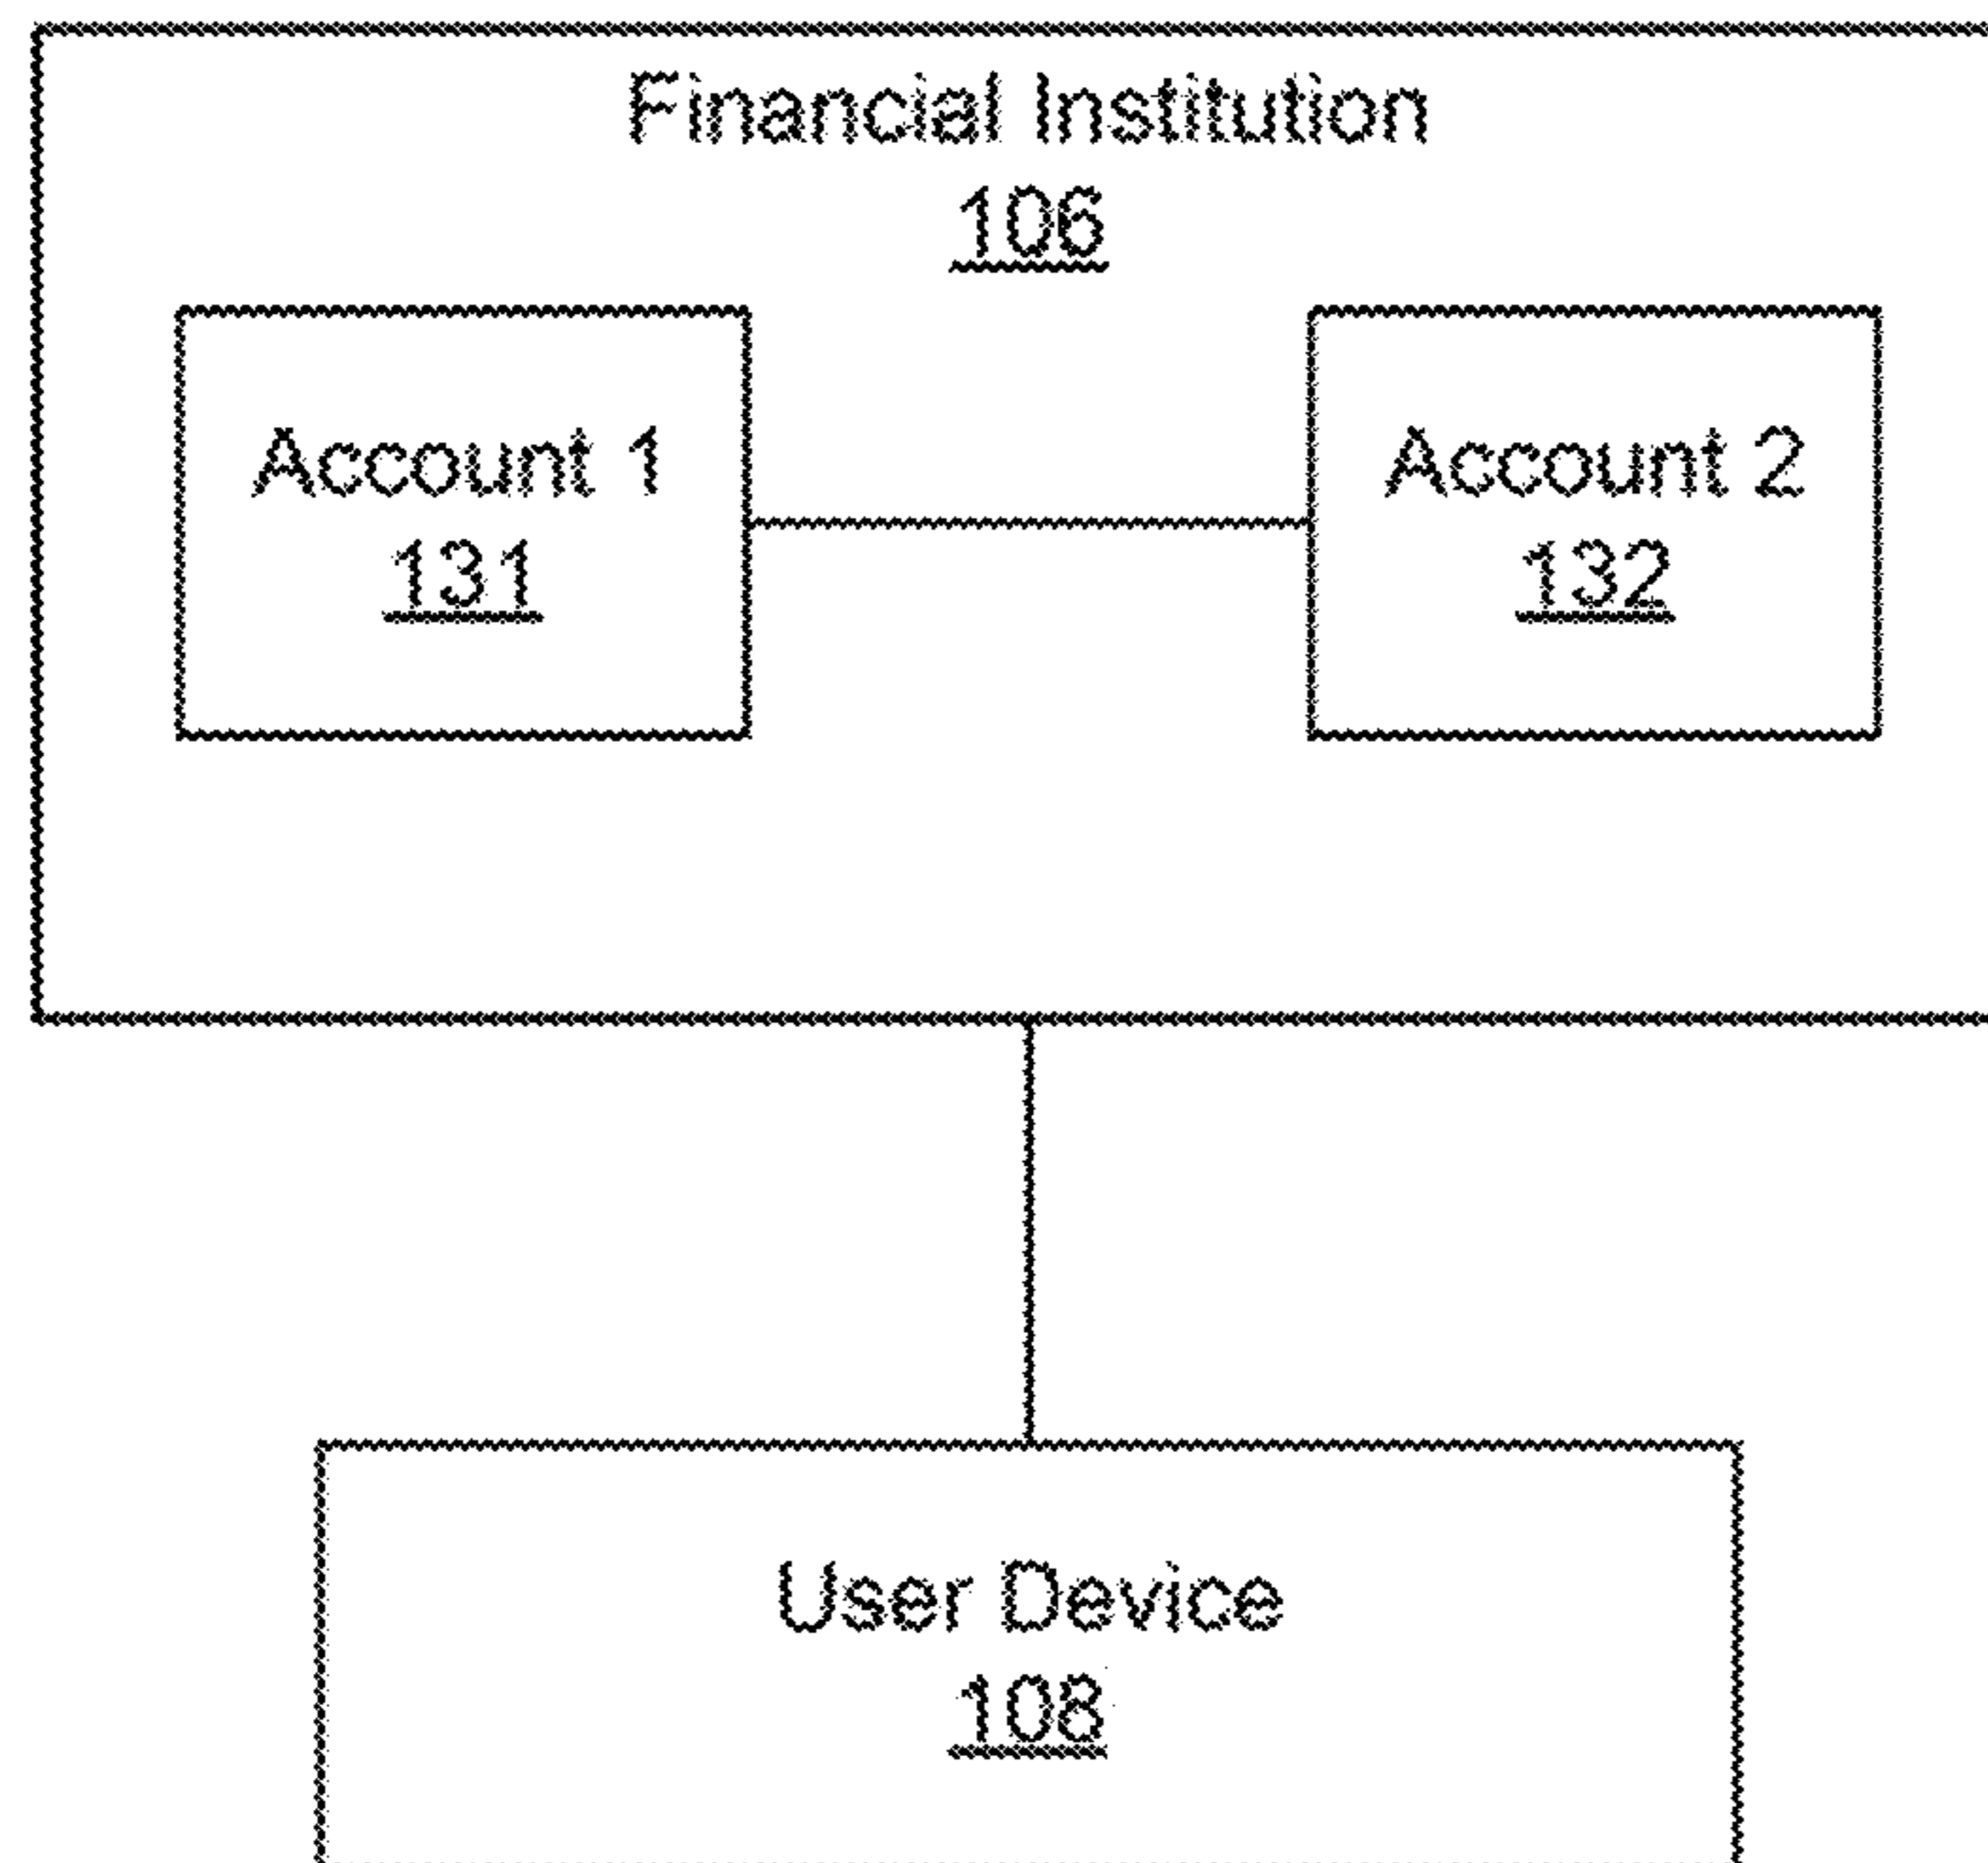 Financial Institution
106
Account 1
131
Account 2
132
User Device
108